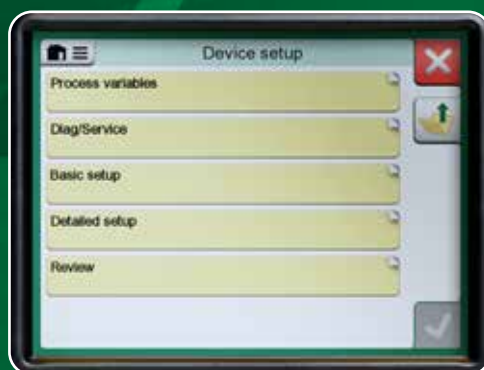 Device setup
Process variables
Diag/Service
Basic setup
Detailed setup
Review